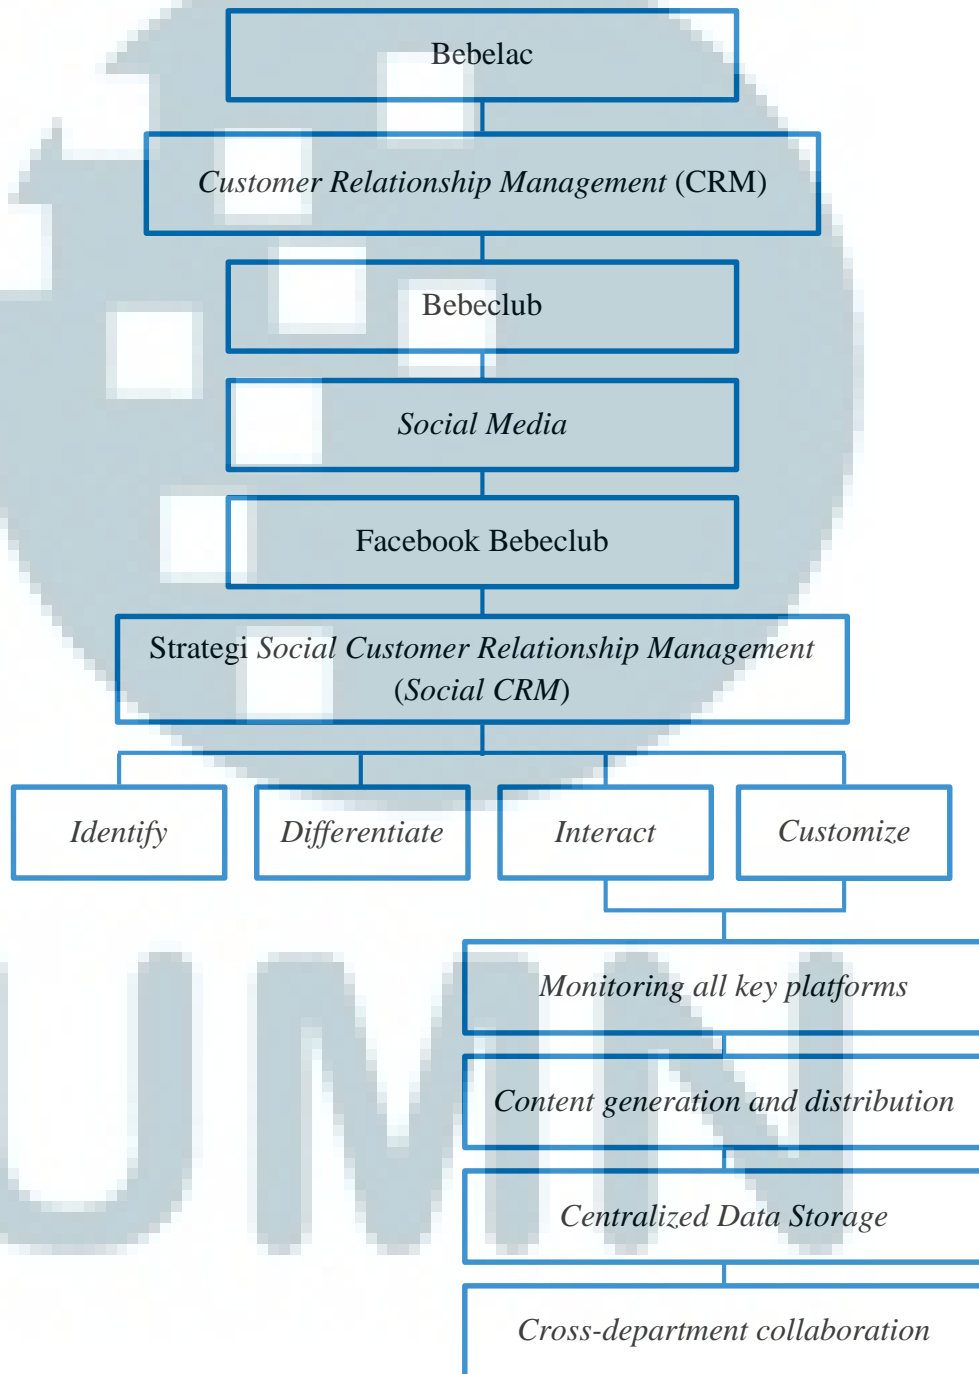 Bebelac
Customer Relationship Management (CRM)
Bebeclub
Social Media
Facebook Bebeclub
Strategi Social Customer Relationship Management
(Social CRM)
Identify
Differentiate
Interact
Customize
Monitoring all key platforms
Content generation and distribution
Centralized Data Storage
Cross-department collaboration
UMN